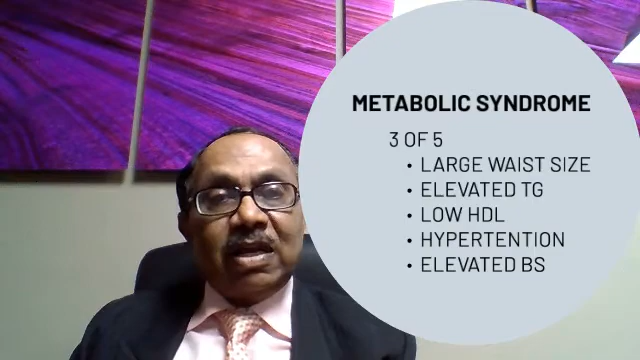 METABOLIC SYNDROME
3 OF 5
• LARGE WAIST SIZE
• ELEVATED TG
• LOW HDL
• HYPERTENTION
• ELEVATED BS